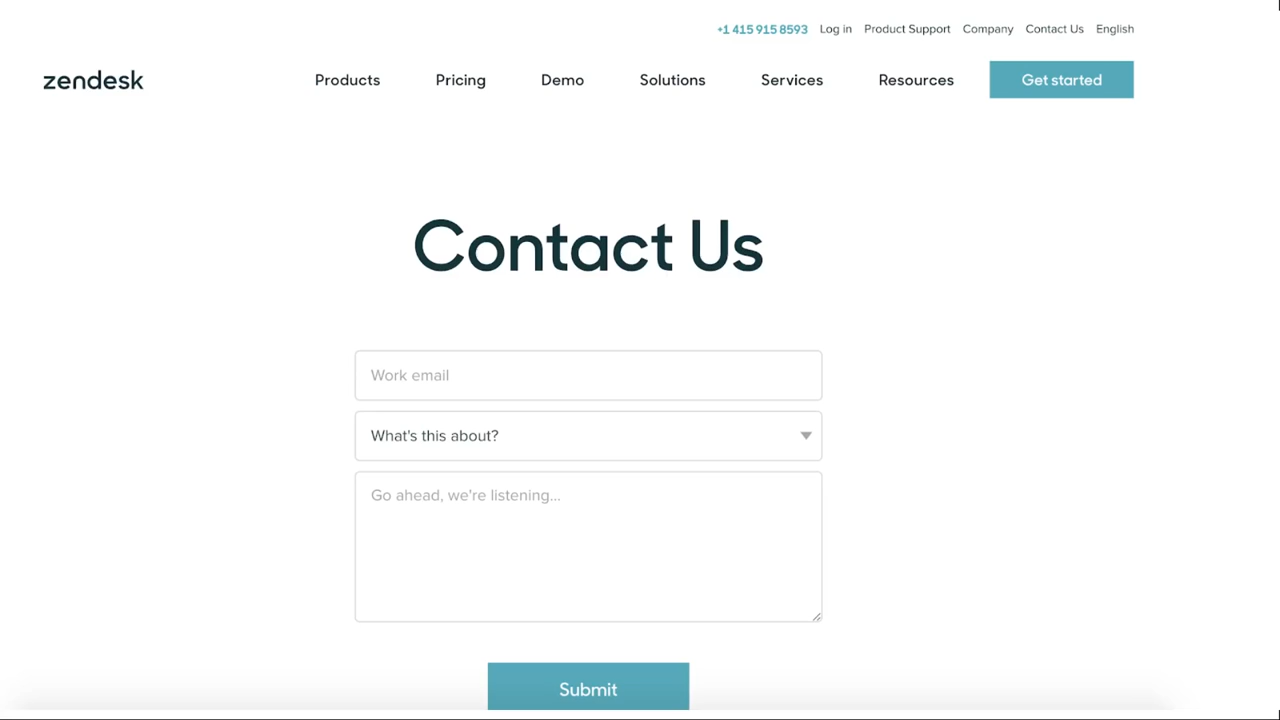 +1 415 915 8593 Log in Product Support Company Contact Us English
zendesk Products Pricing Demo Solutions Services Resources Get started
Contact Us
Work email
What's this about?
Go ahead, we're listening...
Submit